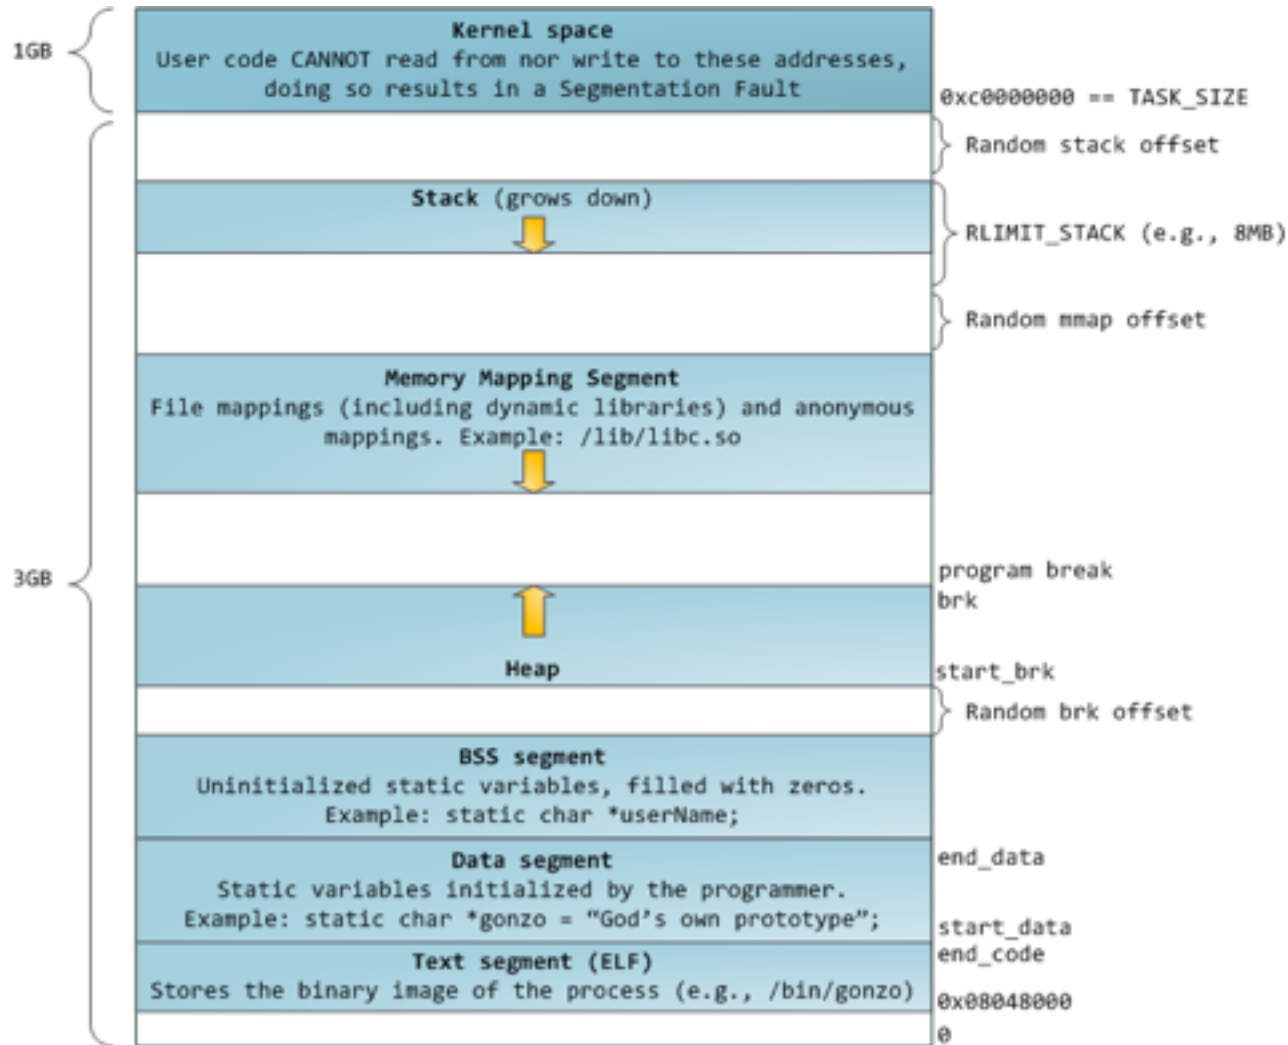 Kernel space
1GB
User code CANNOT read from nor write to these addresses,
doing so results in a Segmentation Fault
0xc0000000 == TASK_SIZE
Random stack offset
Stack (grows down)
RLIMIT_STACK (e.g., 8MB)
Random mmap offset
Memory Mapping Segment
File mappings (including dynamic libraries) and anonymous
mappings. Example: /lib/libc.so
3GB
program break
brk
Heap
start_brk
Random brk offset
BSS segment
Uninitialized static variables, filled with zeros.
Example: static char *userName;
Data segment
end_data
Static variables initialized by the programmer.
Example: static char *gonzo = “God’s own prototype”;
start_data
end_code
Text segment (ELF)
Stores the binary image of the process (e.g., /bin/gonzo)
0x08048000
0